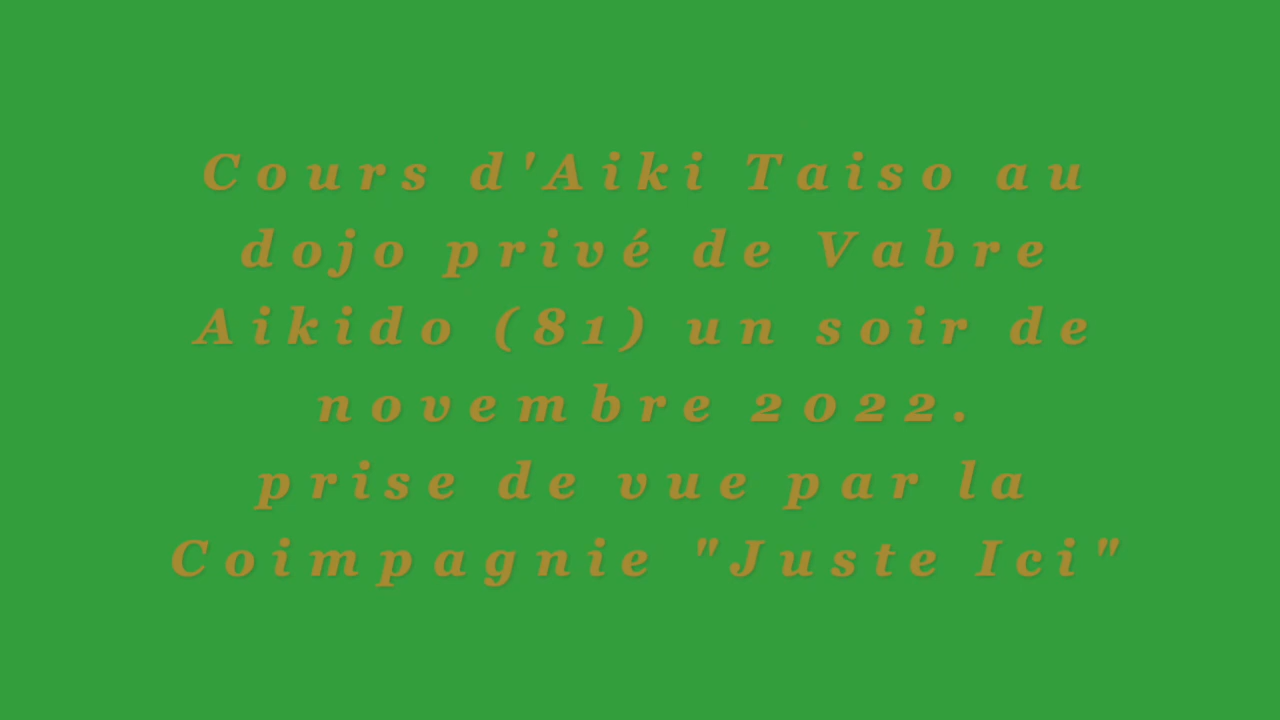 Cours d'Aiki Taiso au
dojo privé de Vabre
Aikido (81) un soir de
novembre 2022.
prise de vue par la
Coimpagnie "Juste Ici"